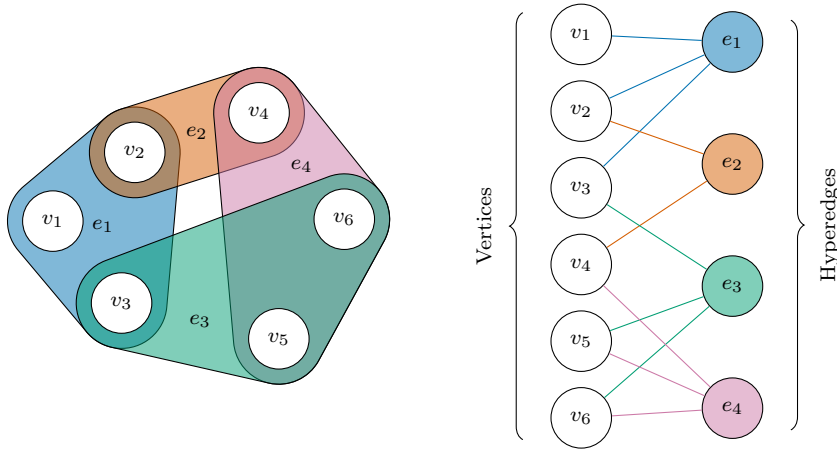 v₂
v₄
e₂
e₄
v₁
e₁
v₆
v₃
e₃
v₅
Vertices
v₁
v₂
v₃
v₄
v₅
v₆
e₁
e₂
e₃
e₄
Hyperedges